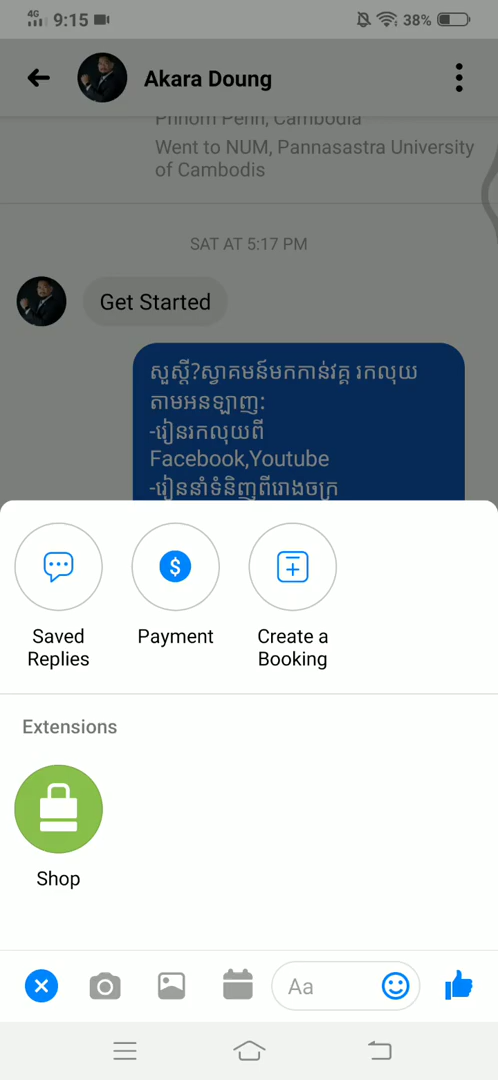 4G 9:15 38%
Akara Doung
Phnom Penh, Cambodia
Went to NUM, Pannasastra University
of Cambodis
SAT AT 5:17 PM
Get Started
សួស្ដី?ស្វាគមន៍មកកាន់វគ្គ រកលុយ
តាមអនឡាញ:
-រៀនរកលុយពី
Facebook,Youtube
-រៀននាំទំនិញពីរោងចក្រ
Saved
Replies
Payment
Create a
Booking
Extensions
Shop
Aa